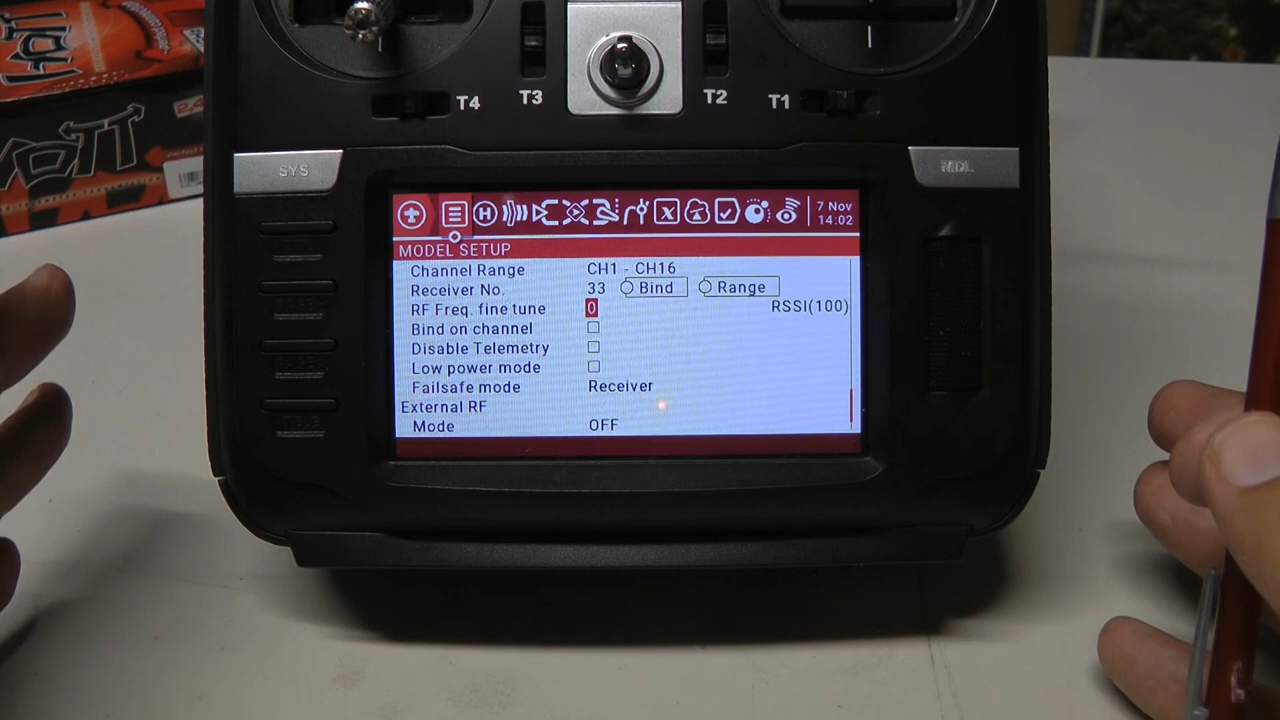 VOTT
T4
T3
T2
T1
SYS
MDL
7 Nov
14:02
MODEL SETUP
Channel Range CH1 - CH16
Receiver No. 33 Bind Range
RF Freq. fine tune 0 RSSI(100)
Bind on channel
Disable Telemetry
Low power mode
Failsafe mode Receiver
External RF
Mode OFF